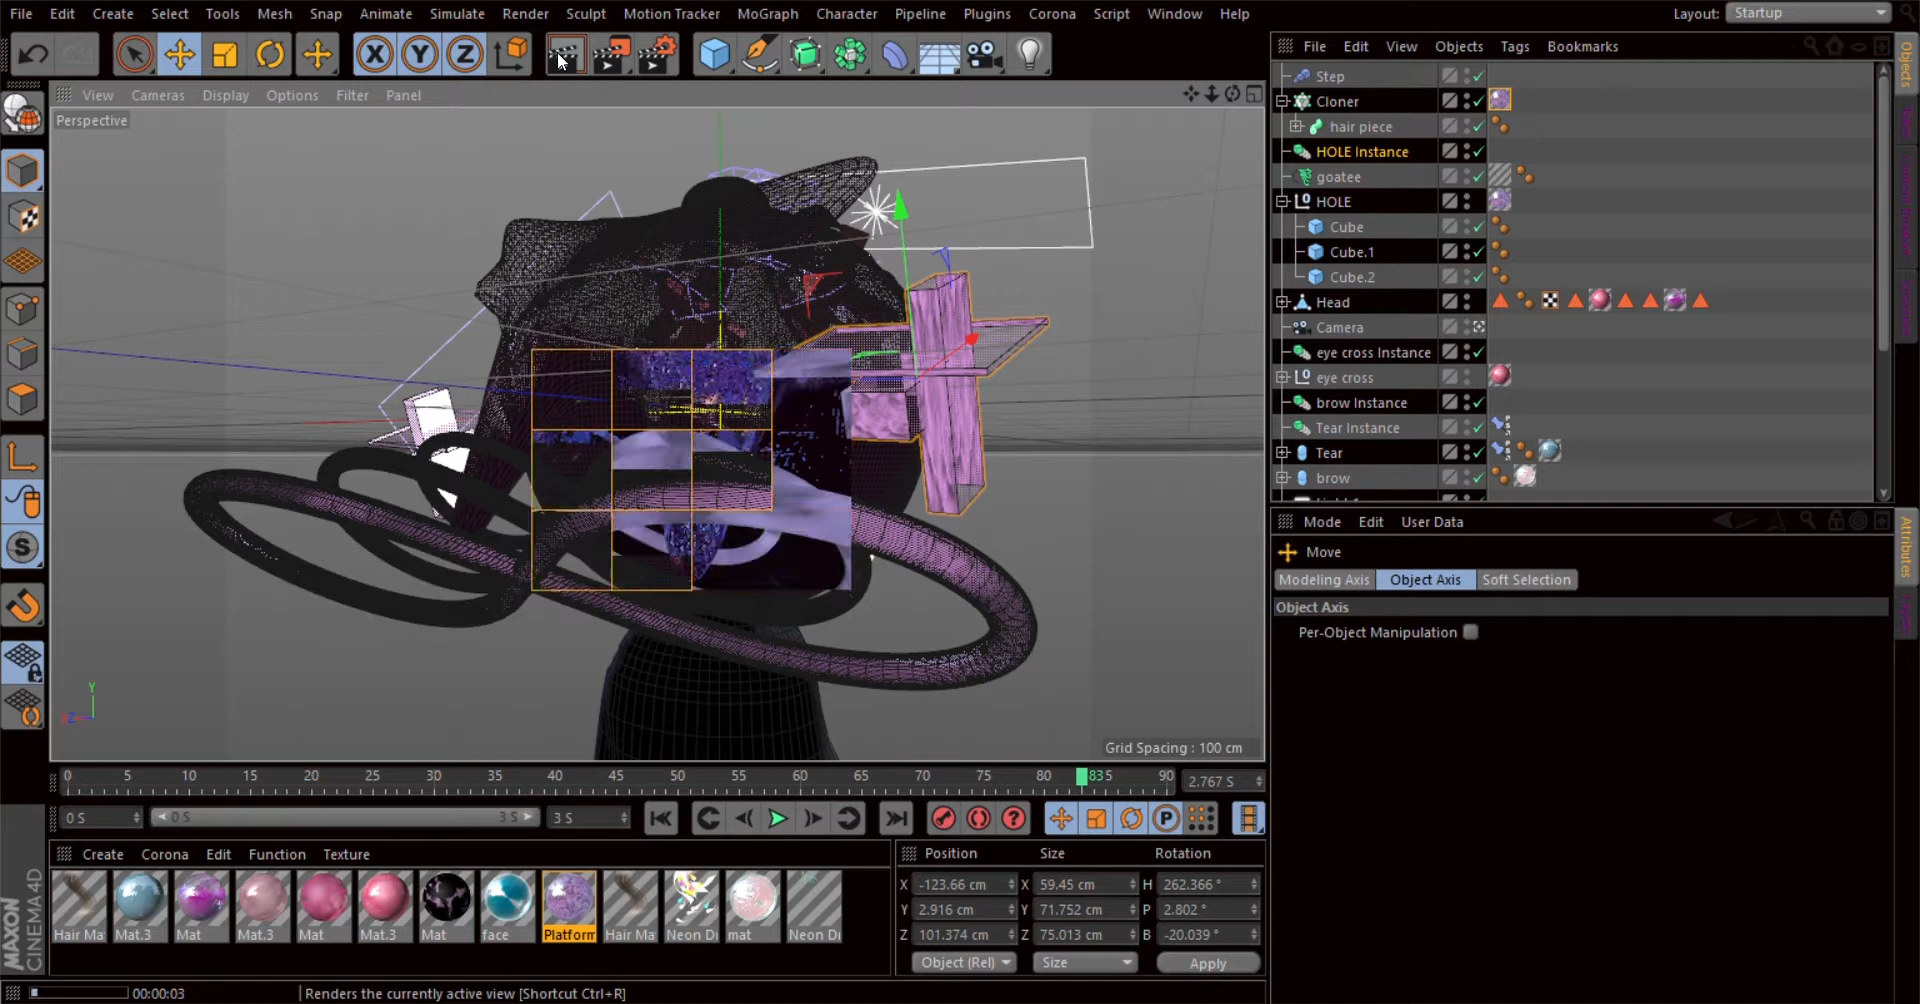 File Edit Create Select Tools Mesh Snap Animate Simulate Render Sculpt Motion Tracker MoGraph Character Pipeline Plugins Corona Script Window Help Layout: Startup
X Y Z
File Edit View Objects Tags Bookmarks
Objects
View Cameras Display Options Filter Panel
Perspective
Step
Cloner
hair piece
HOLE Instance
goatee
HOLE
Cube
Cube.1
Cube.2
Head
Camera
eye cross Instance
eye cross
brow Instance
Tear Instance
Tear
brow
S
Y
Z
Grid Spacing : 100 cm
Mode Edit User Data
Attributes
Move
Modeling Axis Object Axis Soft Selection
Object Axis
Per-Object Manipulation
0 5 10 15 20 25 30 35 40 45 50 55 60 65 70 75 80 835 90 2.767 S
0 S 0 S 3 S 3 S ? P
Create Corona Edit Function Texture
Hair Ma Mat.3 Mat Mat.3 Mat Mat.3 Mat face Platform Hair Ma Neon Di mat Neon Di
Position Size Rotation
X -123.66 cm X 59.45 cm H 262.366 °
Y 2.916 cm Y 71.752 cm P 2.802 °
Z 101.374 cm Z 75.013 cm B -20.039 °
Object (Rel) Size Apply
MAXON
CINEMA4D
00:00:03 Renders the currently active view [Shortcut Ctrl+R]